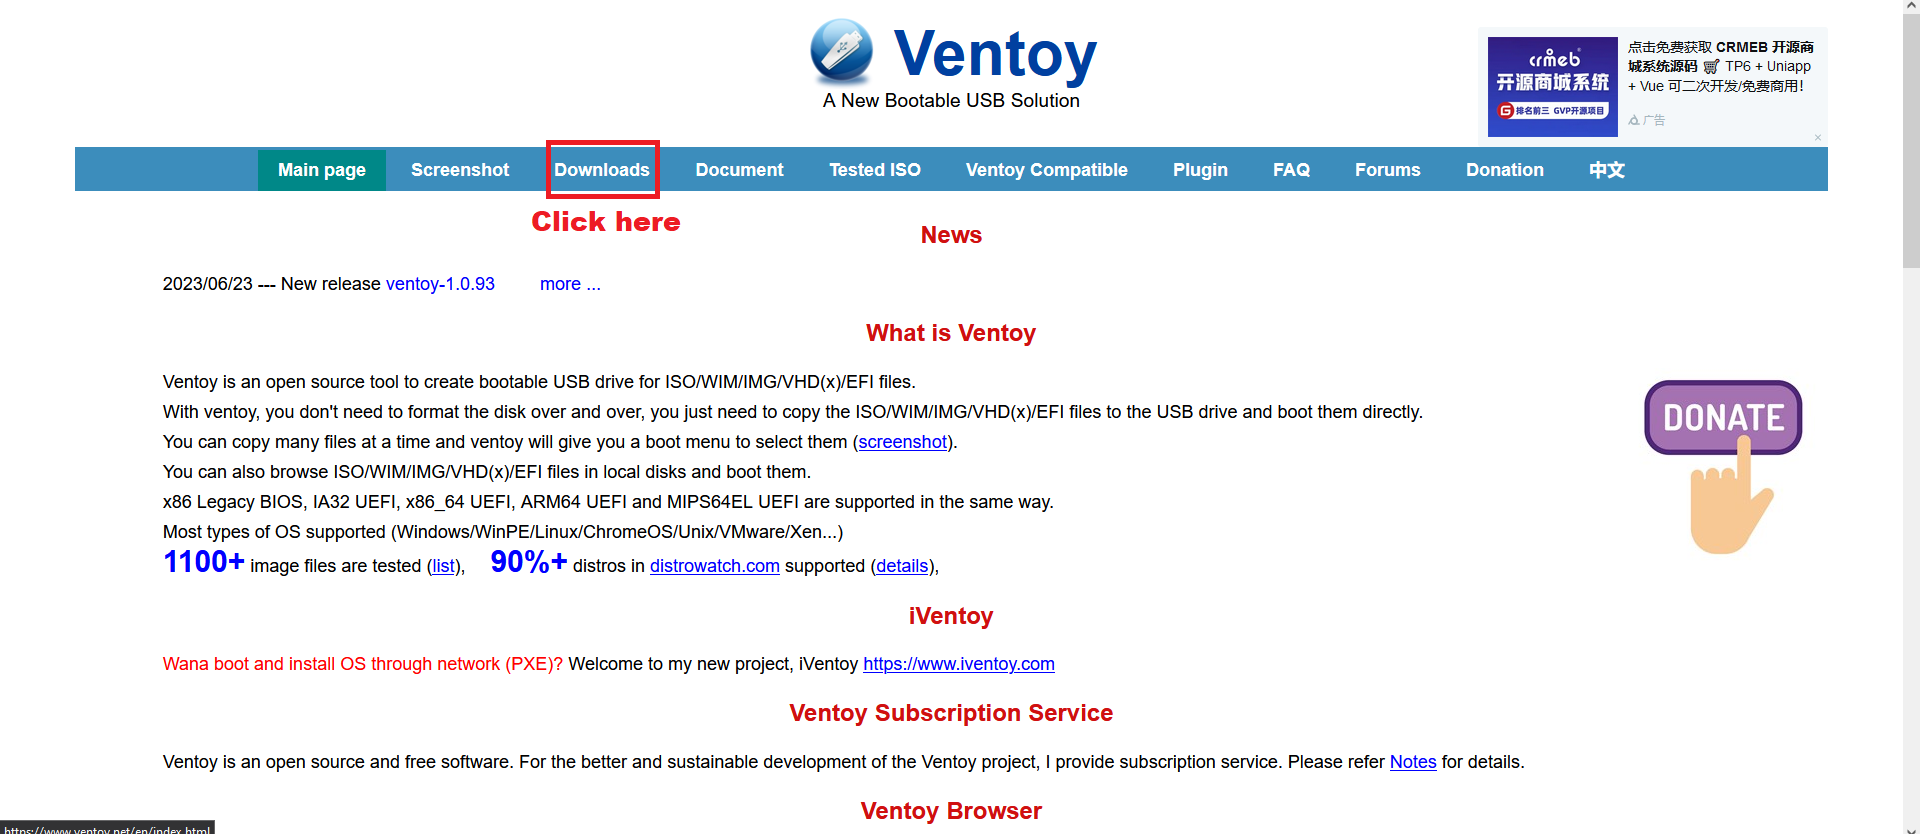 Ventoy
A New Bootable USB Solution
crmeb
开源商城系统
排名前三 GVP开源项目
点击免费获取 CRMEB 开源商
城系统源码 🛒 TP6 + Uniapp
+ Vue 可二次开发/免费商用！
广告
Main page Screenshot Downloads Document Tested ISO Ventoy Compatible Plugin FAQ Forums Donation 中文
Click here
News
2023/06/23 --- New release ventoy-1.0.93 more ...
What is Ventoy
Ventoy is an open source tool to create bootable USB drive for ISO/WIM/IMG/VHD(x)/EFI files.
With ventoy, you don't need to format the disk over and over, you just need to copy the ISO/WIM/IMG/VHD(x)/EFI files to the USB drive and boot them directly.
You can copy many files at a time and ventoy will give you a boot menu to select them (screenshot).
You can also browse ISO/WIM/IMG/VHD(x)/EFI files in local disks and boot them.
x86 Legacy BIOS, IA32 UEFI, x86_64 UEFI, ARM64 UEFI and MIPS64EL UEFI are supported in the same way.
Most types of OS supported (Windows/WinPE/Linux/ChromeOS/Unix/VMware/Xen...)
1100+ image files are tested (list), 90%+ distros in distrowatch.com supported (details),
DONATE
iVentoy
Wana boot and install OS through network (PXE)? Welcome to my new project, iVentoy https://www.iventoy.com
Ventoy Subscription Service
Ventoy is an open source and free software. For the better and sustainable development of the Ventoy project, I provide subscription service. Please refer Notes for details.
Ventoy Browser
https://www.ventoy.net/en/index.html